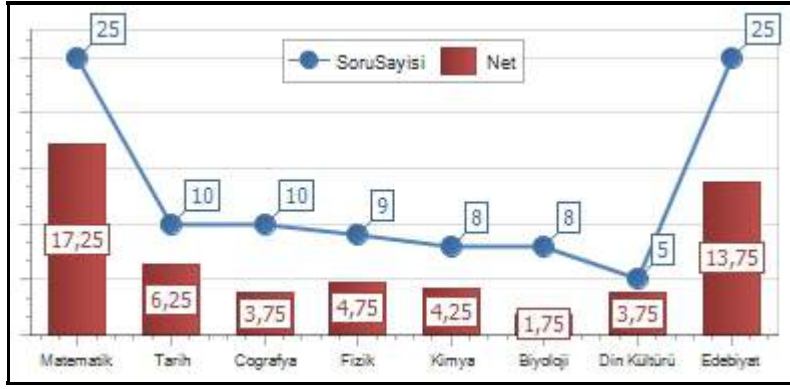 25
25
SoruSayisi
Net
10
10
9
8
8
5
17,25
6,25
3,75
4,75
4,25
1,75
3,75
13,75
Matematik
Tarih
Cografya
Fizik
Kimya
Biyoloji
Din Kültürü
Edebiyat